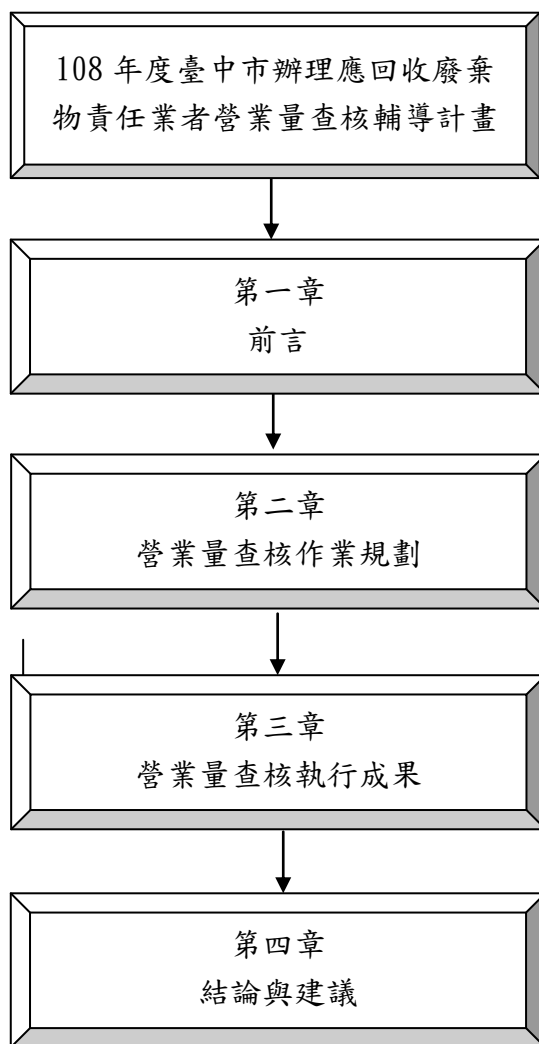 108 年度臺中市辦理應回收廢棄
物責任業者營業量查核輔導計畫
第一章
前言
第二章
營業量查核作業規劃
第三章
營業量查核執行成果
第四章
結論與建議